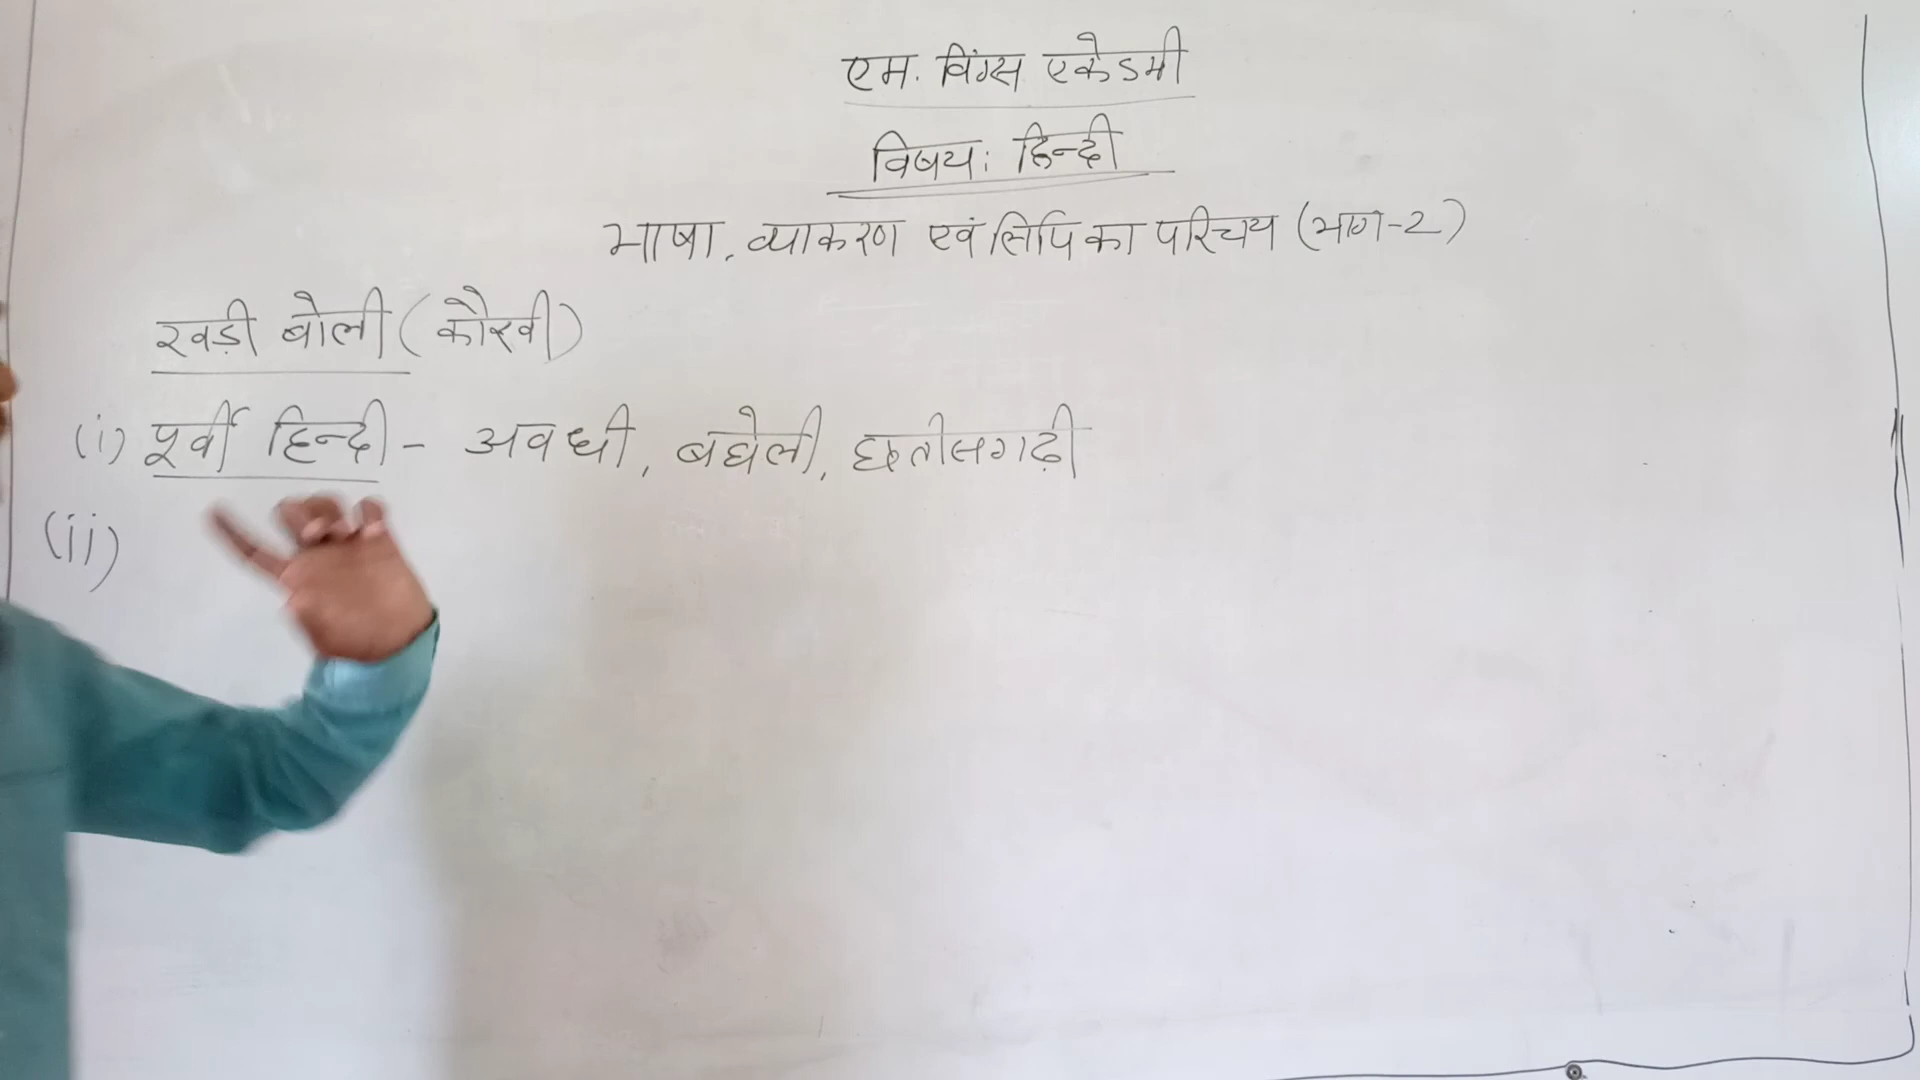 एम. विंग्स एकेडमी
विषय: हिन्दी
भाषा, व्याकरण एवं लिपि का परिचय (भाग-2)
खड़ी बोली (कौरवी)
(i) पूर्वी हिन्दी - अवधी, बघेली, छत्तीसगढ़ी
(ii)